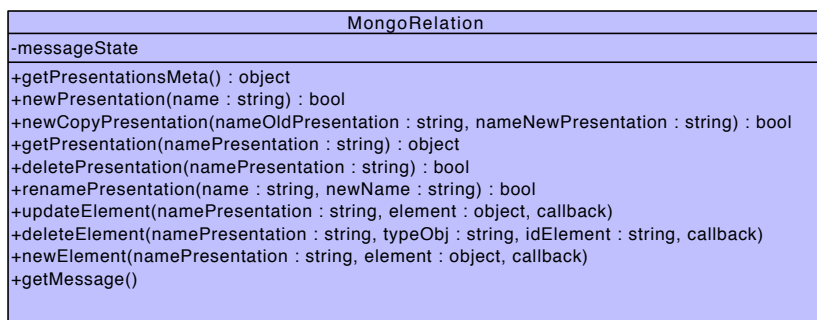 MongoRelation
-messageState
+getPresentationsMeta() : object
+newPresentation(name : string) : bool
+newCopyPresentation(nameOldPresentation : string, nameNewPresentation : string) : bool
+getPresentation(namePresentation : string) : object
+deletePresentation(namePresentation : string) : bool
+renamePresentation(name : string, newName : string) : bool
+updateElement(namePresentation : string, element : object, callback)
+deleteElement(namePresentation : string, typeObj : string, idElement : string, callback)
+newElement(namePresentation : string, element : object, callback)
+getMessage()